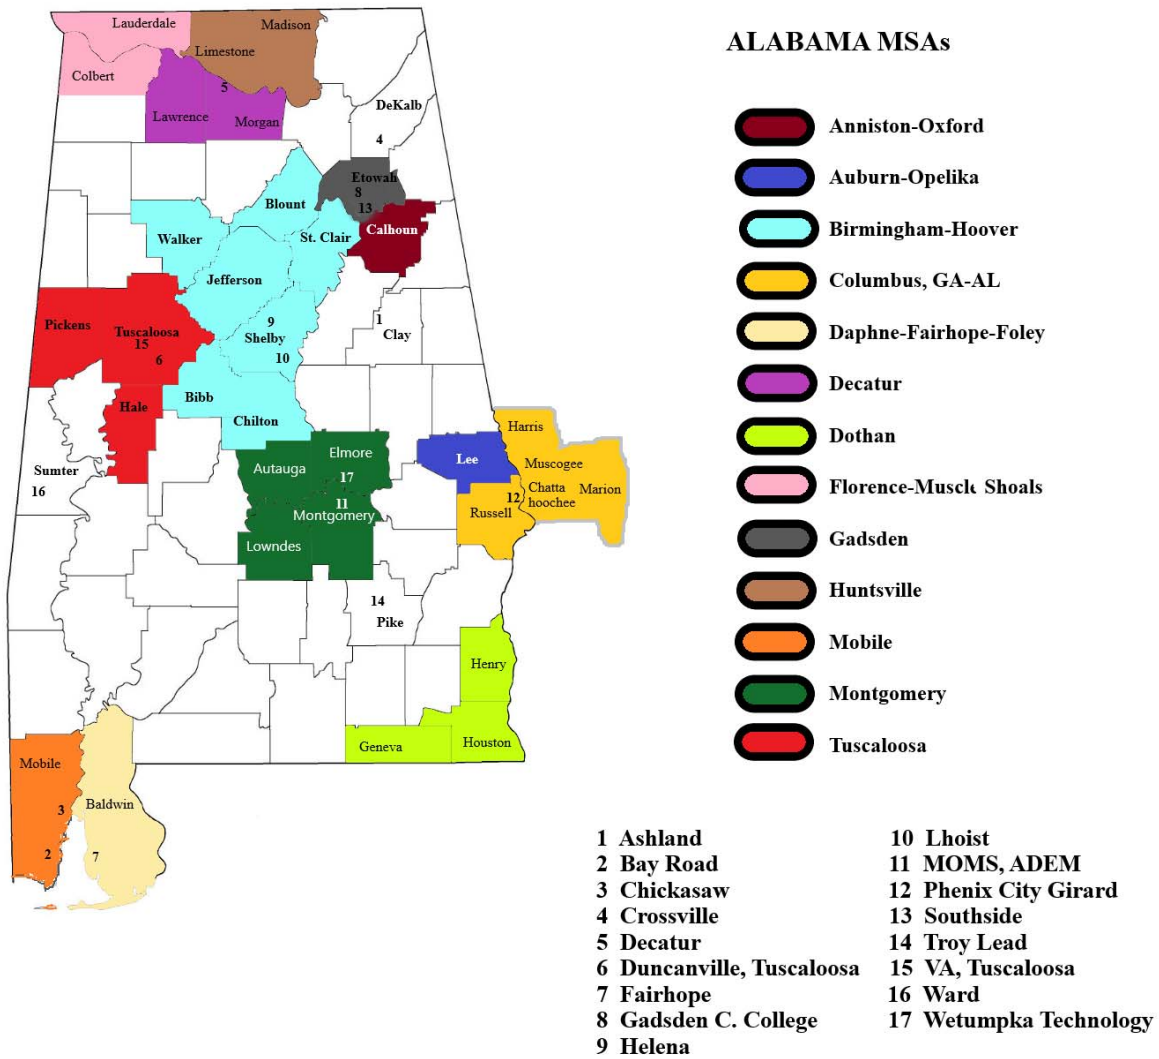 ALABAMA MSAs
Lauderdale
Madison
Limestone
Colbert
5
DeKalb
Lawrence
Morgan
4
Etowah
8
Blount
13
Calhoun
Walker
St. Clair
Jefferson
Pickens
Tuscaloosa
15
6
9
Shelby
10
1
Clay
Bibb
Hale
Chilton
Harris
Elmore
Lee
Autauga
Muscogee
Sumter
16
17
Chatta
hoochee
Marion
12
11
Russell
Montgomery
Lowndes
14
Pike
Henry
Houston
Geneva
Mobile
Baldwin
3
2
7
Anniston-Oxford
Auburn-Opelika
Birmingham-Hoover
Columbus, GA-AL
Daphne-Fairhope-Foley
Decatur
Dothan
Florence-Muscle Shoals
Gadsden
Huntsville
Mobile
Montgomery
Tuscaloosa
1 Ashland
2 Bay Road
3 Chickasaw
4 Crossville
5 Decatur
6 Duncanville, Tuscaloosa
7 Fairhope
8 Gadsden C. College
9 Helena
10 Lhoist
11 MOMS, ADEM
12 Phenix City Girard
13 Southside
14 Troy Lead
15 VA, Tuscaloosa
16 Ward
17 Wetumpka Technology